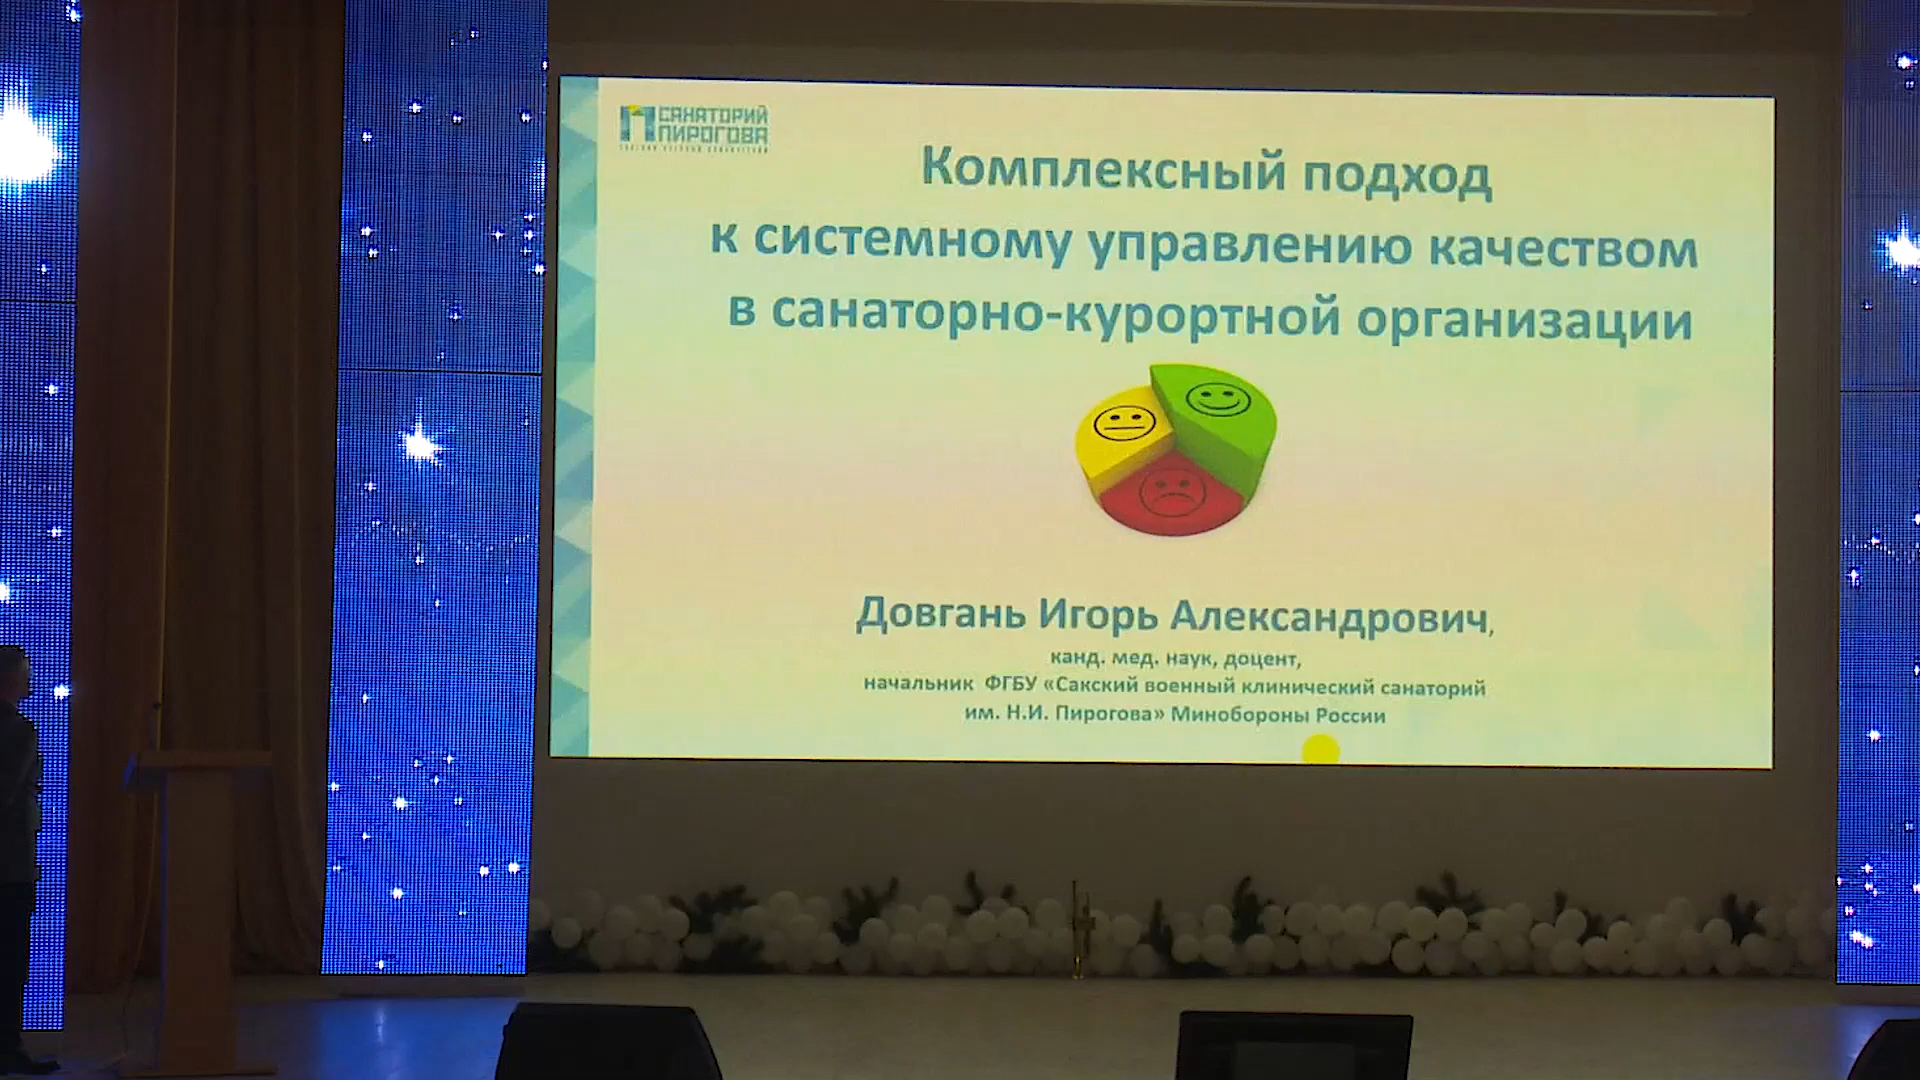 САНАТОРИЙ
ПИРОГОВА
Комплексный подход
к системному управлению качеством
в санаторно-курортной организации
Довгань Игорь Александрович,
канд. мед. наук, доцент,
начальник ФГБУ «Сакский военный клинический санаторий
им. Н.И. Пирогова» Минобороны России